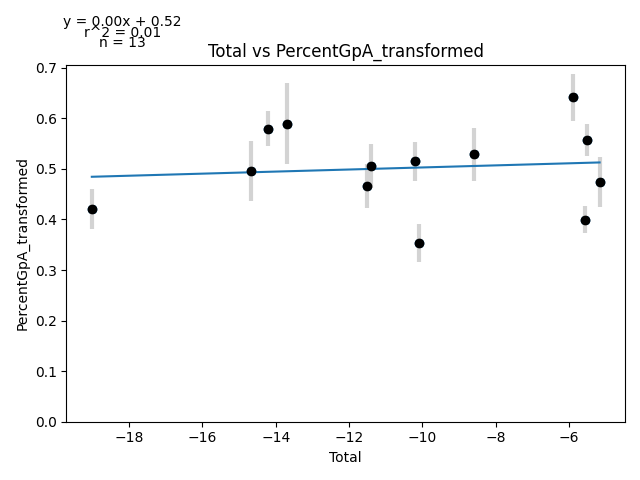 y = 0.00x + 0.52
r^2 = 0.01
n = 13
Total vs PercentGpA_transformed
0.7
0.6
0.5
0.4
0.3
0.2
0.1
0.0
PercentGpA_transformed
−18 −16 −14 −12 −10 −8 −6
Total